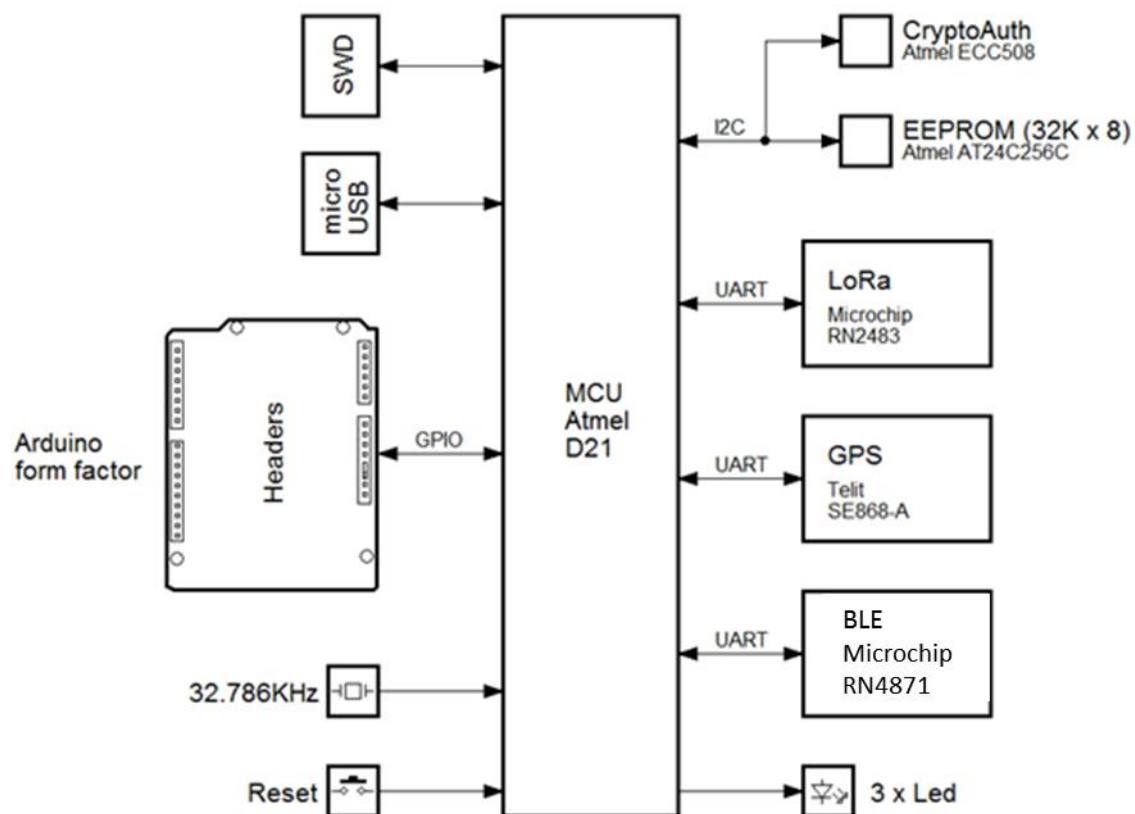 SWD
micro
USB
Arduino
form factor
Headers
GPIO
32.786KHz
Reset
MCU
Atmel
D21
I2C
CryptoAuth
Atmel ECC508
EEPROM (32K x 8)
Atmel AT24C256C
UART
LoRa
Microchip
RN2483
UART
GPS
Telit
SE868-A
UART
BLE
Microchip
RN4871
3 x Led